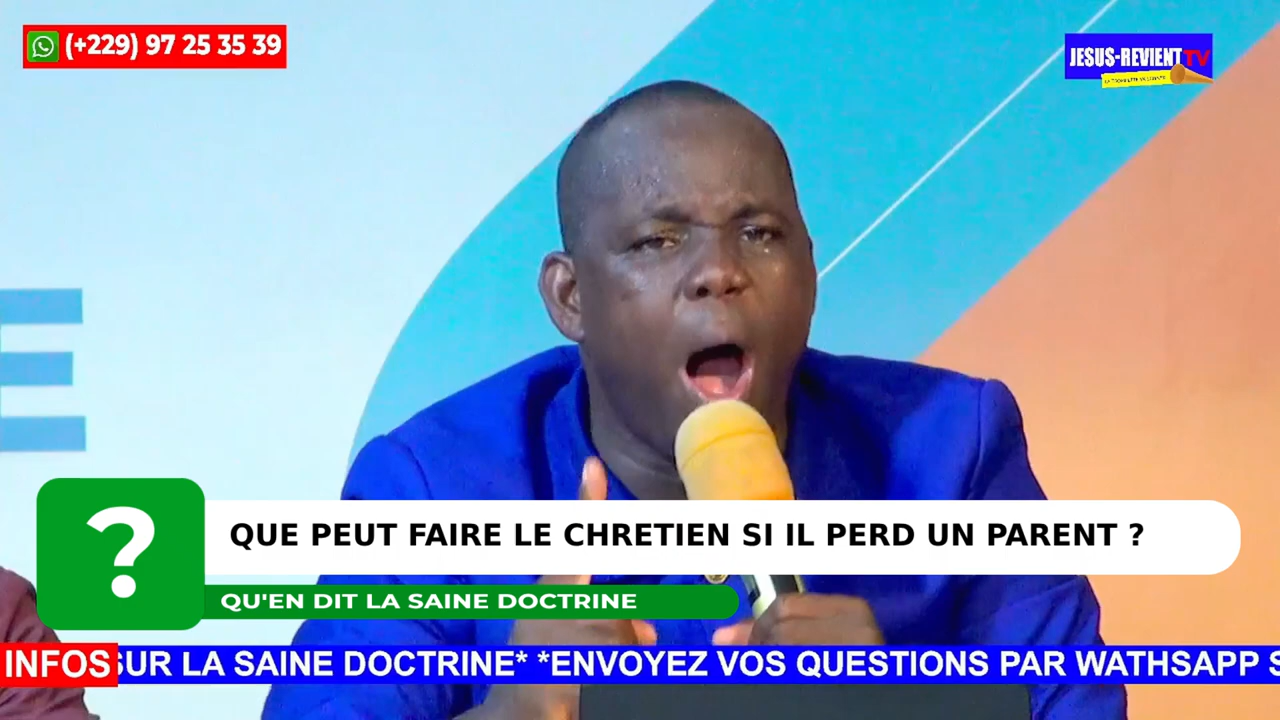 (+229) 97 25 35 39
JESUS-REVIENT TV
E
QUE PEUT FAIRE LE CHRETIEN SI IL PERD UN PARENT ?
?
QU'EN DIT LA SAINE DOCTRINE
INFOS SUR LA SAINE DOCTRINE* *ENVOYEZ VOS QUESTIONS PAR WATHSAPP S